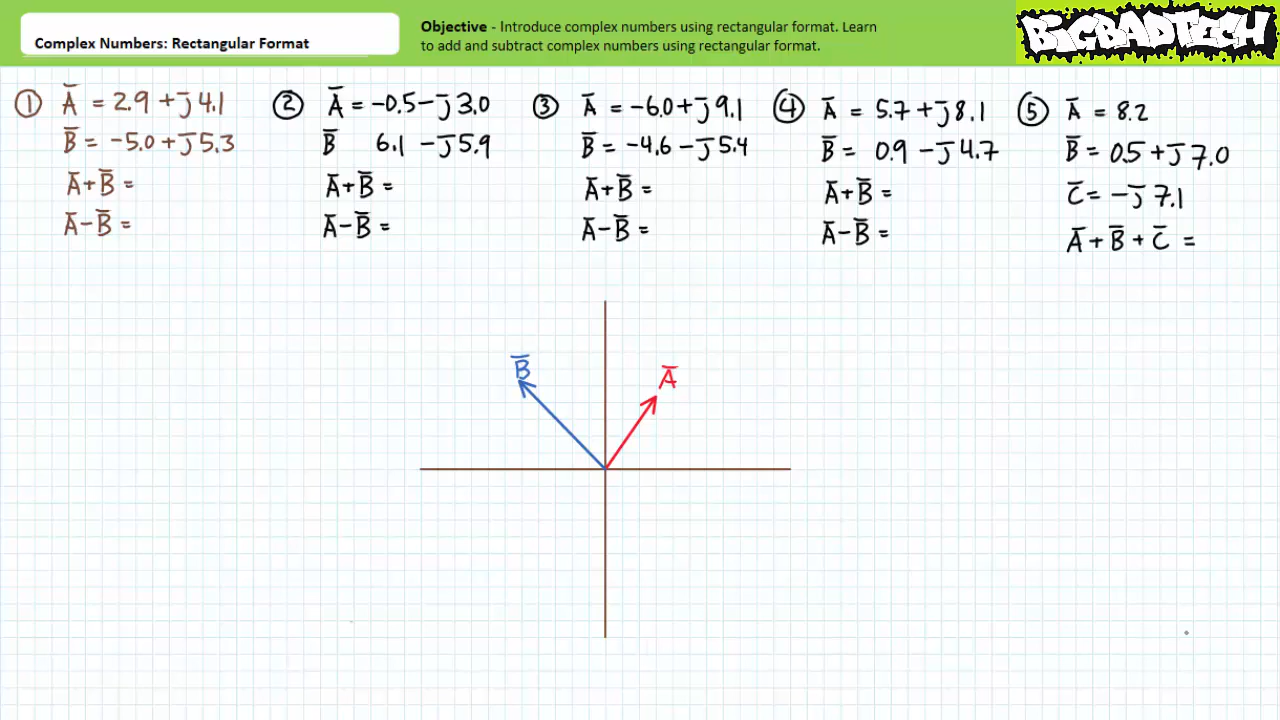 Complex Numbers: Rectangular Format
Objective - Introduce complex numbers using rectangular format. Learn
to add and subtract complex numbers using rectangular format.
BIGBADTECH
① A̅ = 2.9 + j4.1
B̅ = -5.0 + j5.3
A̅+B̅ =
A̅-B̅ =
② A̅ = -0.5 - j3.0
B̅ 6.1 - j5.9
A̅+B̅ =
A̅-B̅ =
③ A̅ = -6.0 + j9.1
B̅ = -4.6 - j5.4
A̅+B̅ =
A̅-B̅ =
④ A̅ = 5.7 + j8.1
B̅ = 0.9 - j4.7
A̅+B̅ =
A̅-B̅ =
⑤ A̅ = 8.2
B̅ = 0.5 + j7.0
C̅ = -j7.1
A̅+B̅+C̅ =
B̅
A̅